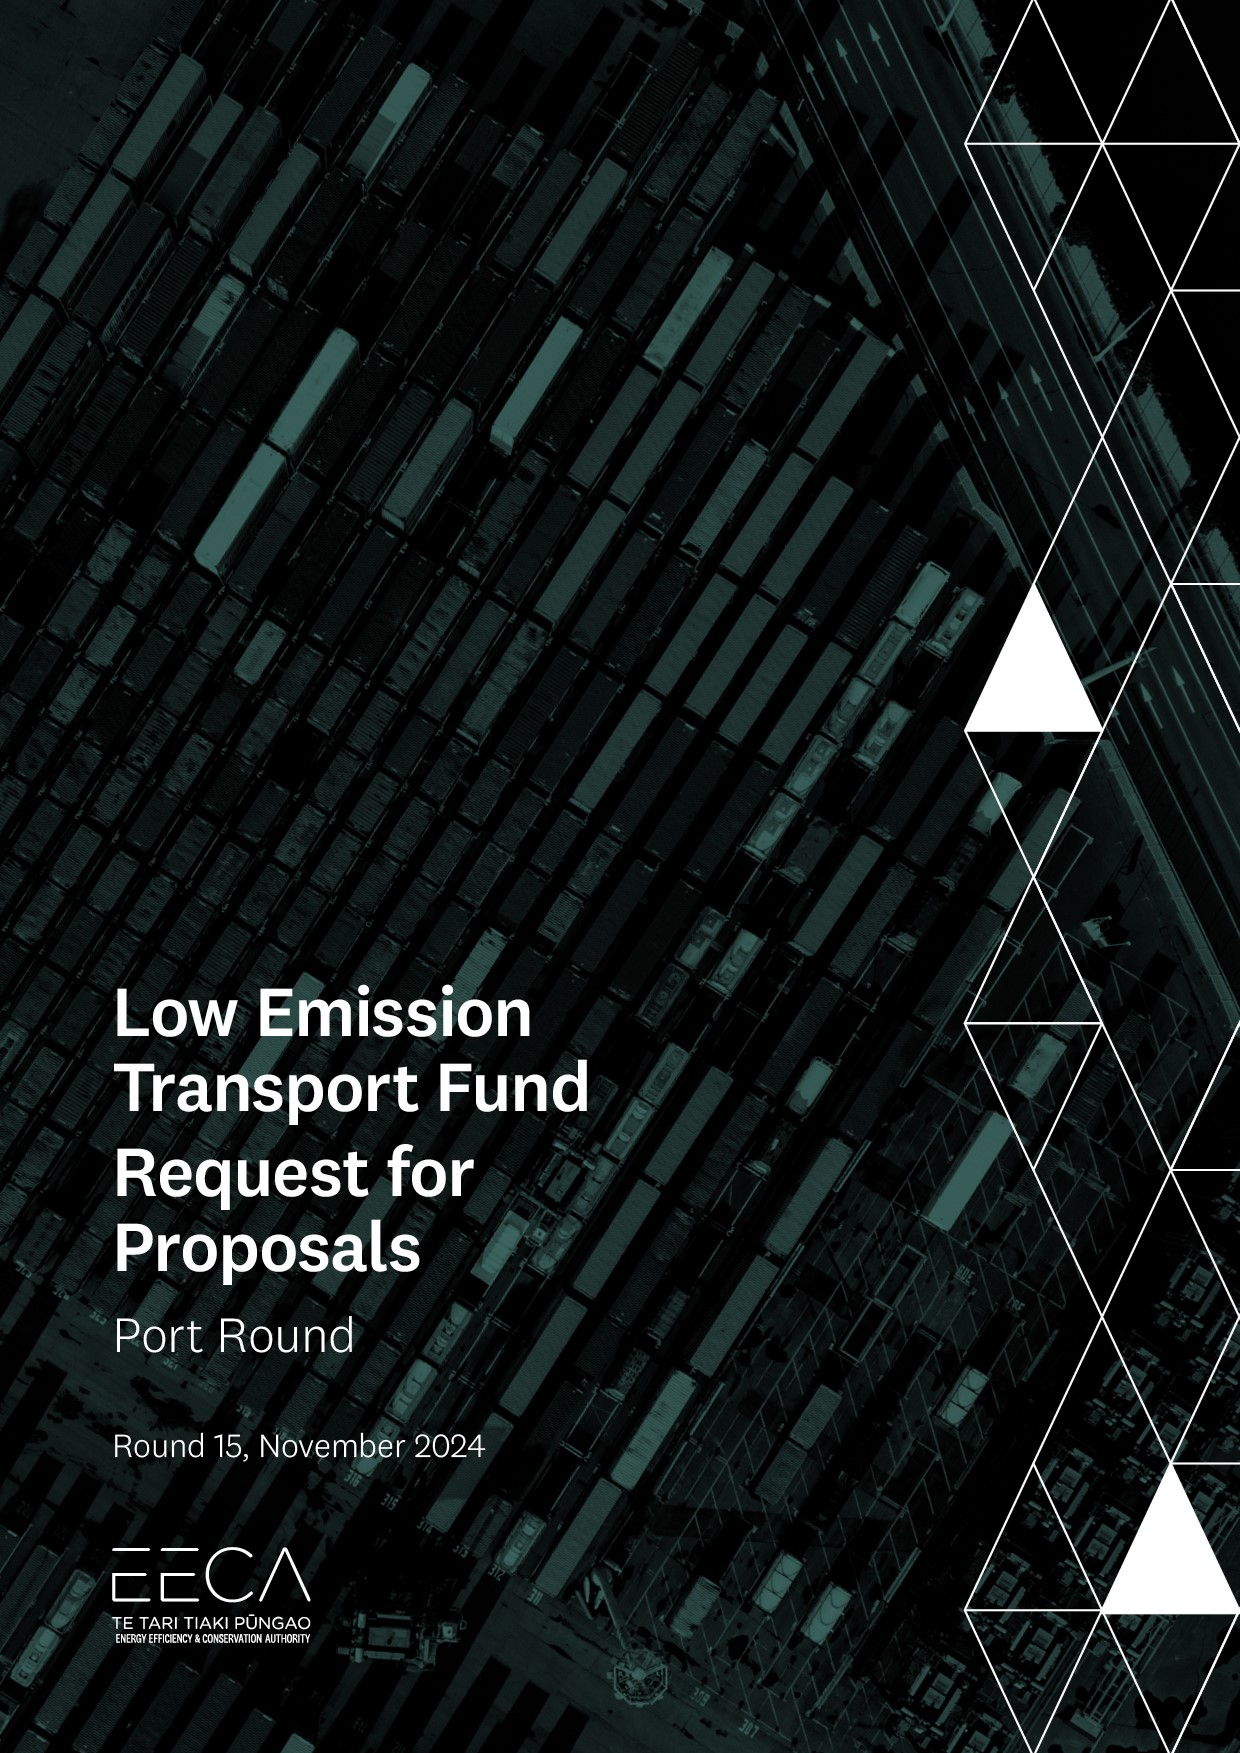 Low Emission
Transport Fund
Request for
Proposals
Port Round
Round 15, November 2024
EECA
TE TARI TIAKI PŪNGAO
ENERGY EFFICIENCY & CONSERVATION AUTHORITY